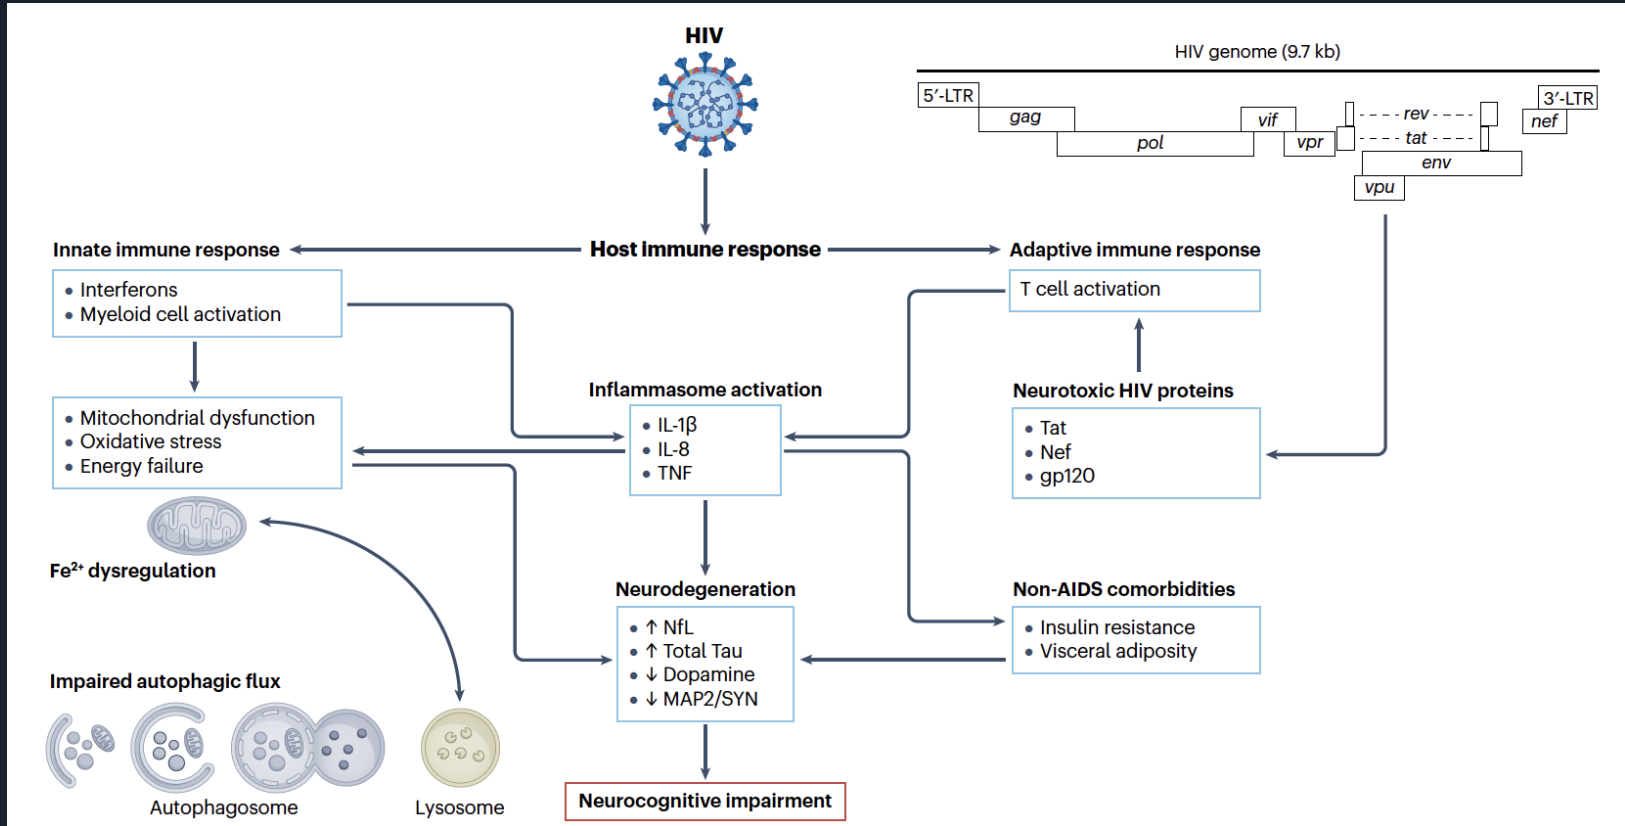 HIV
HIV genome (9.7 kb)
5′-LTR
3′-LTR
gag
vif
rev
nef
pol
vpr
tat
env
vpu
Innate immune response
Host immune response
Adaptive immune response
• Interferons
• Myeloid cell activation
T cell activation
Inflammasome activation
• IL-1β
• IL-8
• TNF
Neurotoxic HIV proteins
• Tat
• Nef
• gp120
• Mitochondrial dysfunction
• Oxidative stress
• Energy failure
Fe²⁺ dysregulation
Neurodegeneration
• ↑ NfL
• ↑ Total Tau
• ↓ Dopamine
• ↓ MAP2/SYN
Non-AIDS comorbidities
• Insulin resistance
• Visceral adiposity
Impaired autophagic flux
Autophagosome
Lysosome
Neurocognitive impairment